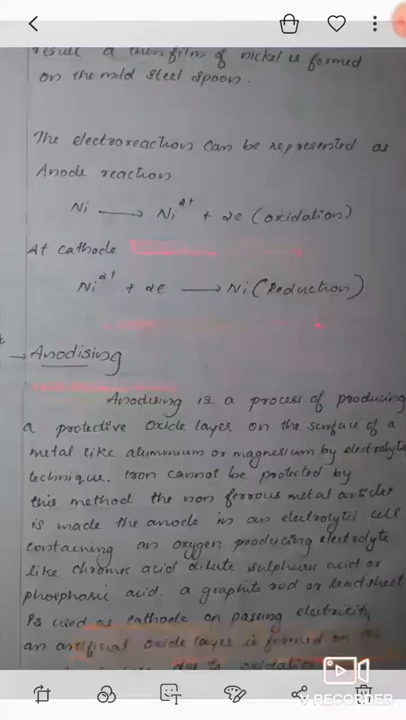 result a thin film of nickel is formed
on the mild steel spoon.
The electroreaction can be represented as
Anode reaction
Ni → Ni²⁺ + 2e (oxidation)
At cathode
Ni²⁺ + 2e → Ni (Reduction)
→ Anodising
Anodising is a process of producing
a protective oxide layer on the surface of a
metal like aluminium or magnesium by electrolytic
technique. Iron cannot be protected by
this method the non ferrous metal articles
is made the anode in an electrolytic cell
containing an oxygen producing electrolyte
like chromic acid dilute sulphuric acid or
phosphoric acid. a graphite rod or lead sheet
is used as cathode on passing electricity
an artificial oxide layer is formed on the
due to oxidation
V RECORDER